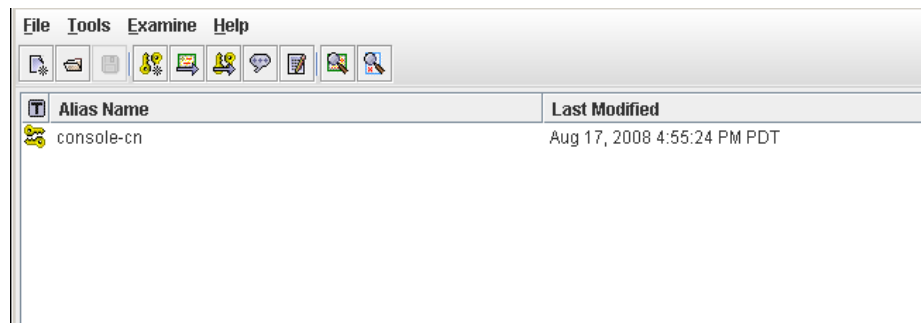 File Tools Examine Help
T Alias Name Last Modified
console-cn Aug 17, 2008 4:55:24 PM PDT